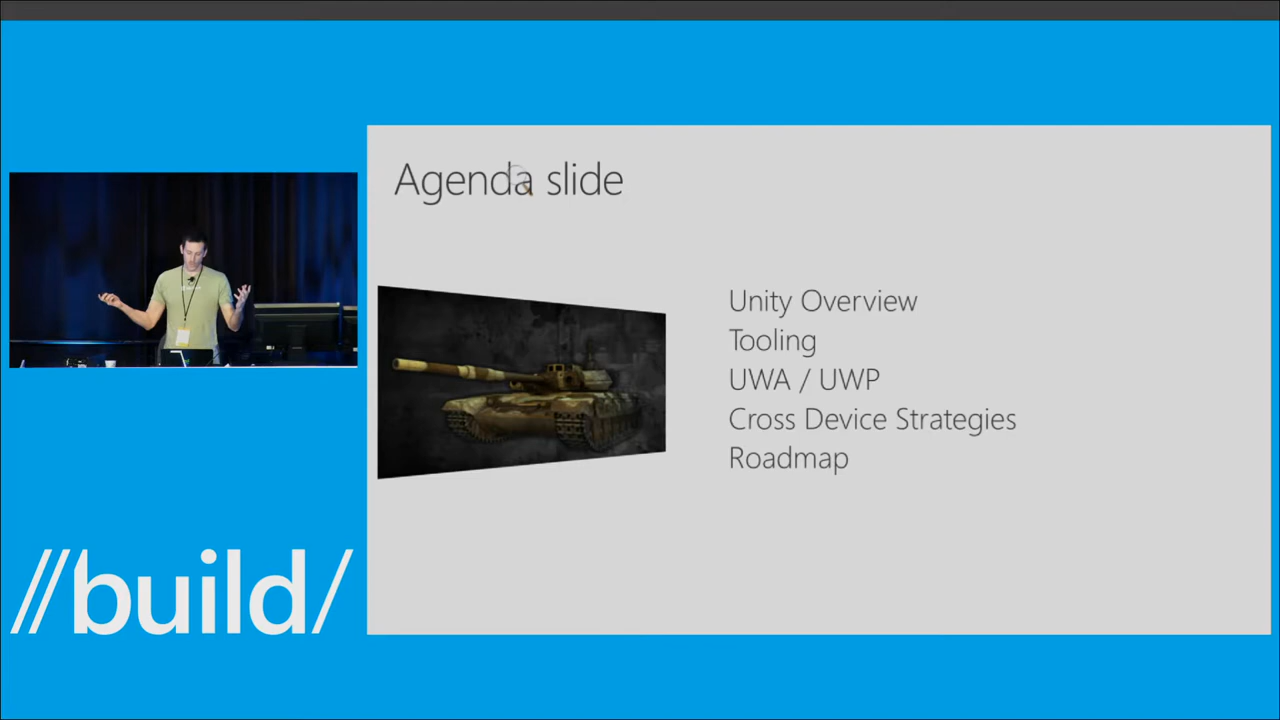 Agenda slide
Unity Overview
Tooling
UWA / UWP
Cross Device Strategies
Roadmap
//build/